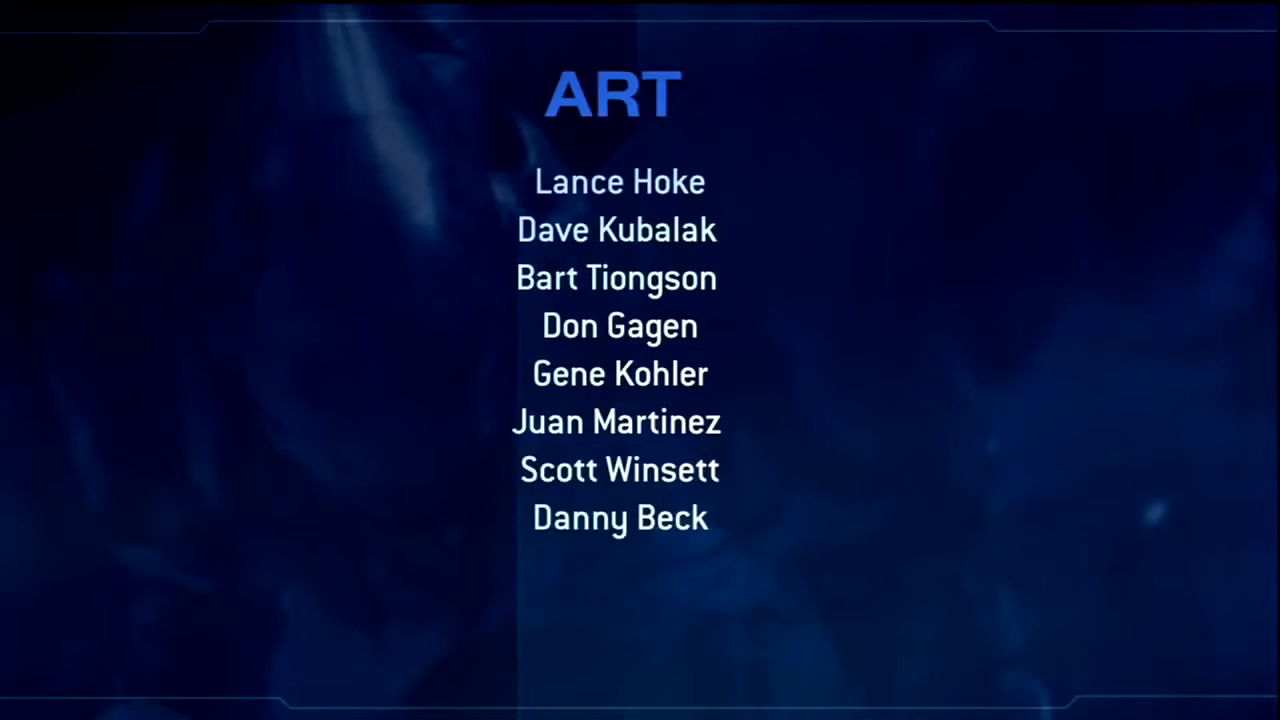 ART
Lance Hoke
Dave Kubalak
Bart Tiongson
Don Gagen
Gene Kohler
Juan Martinez
Scott Winsett
Danny Beck